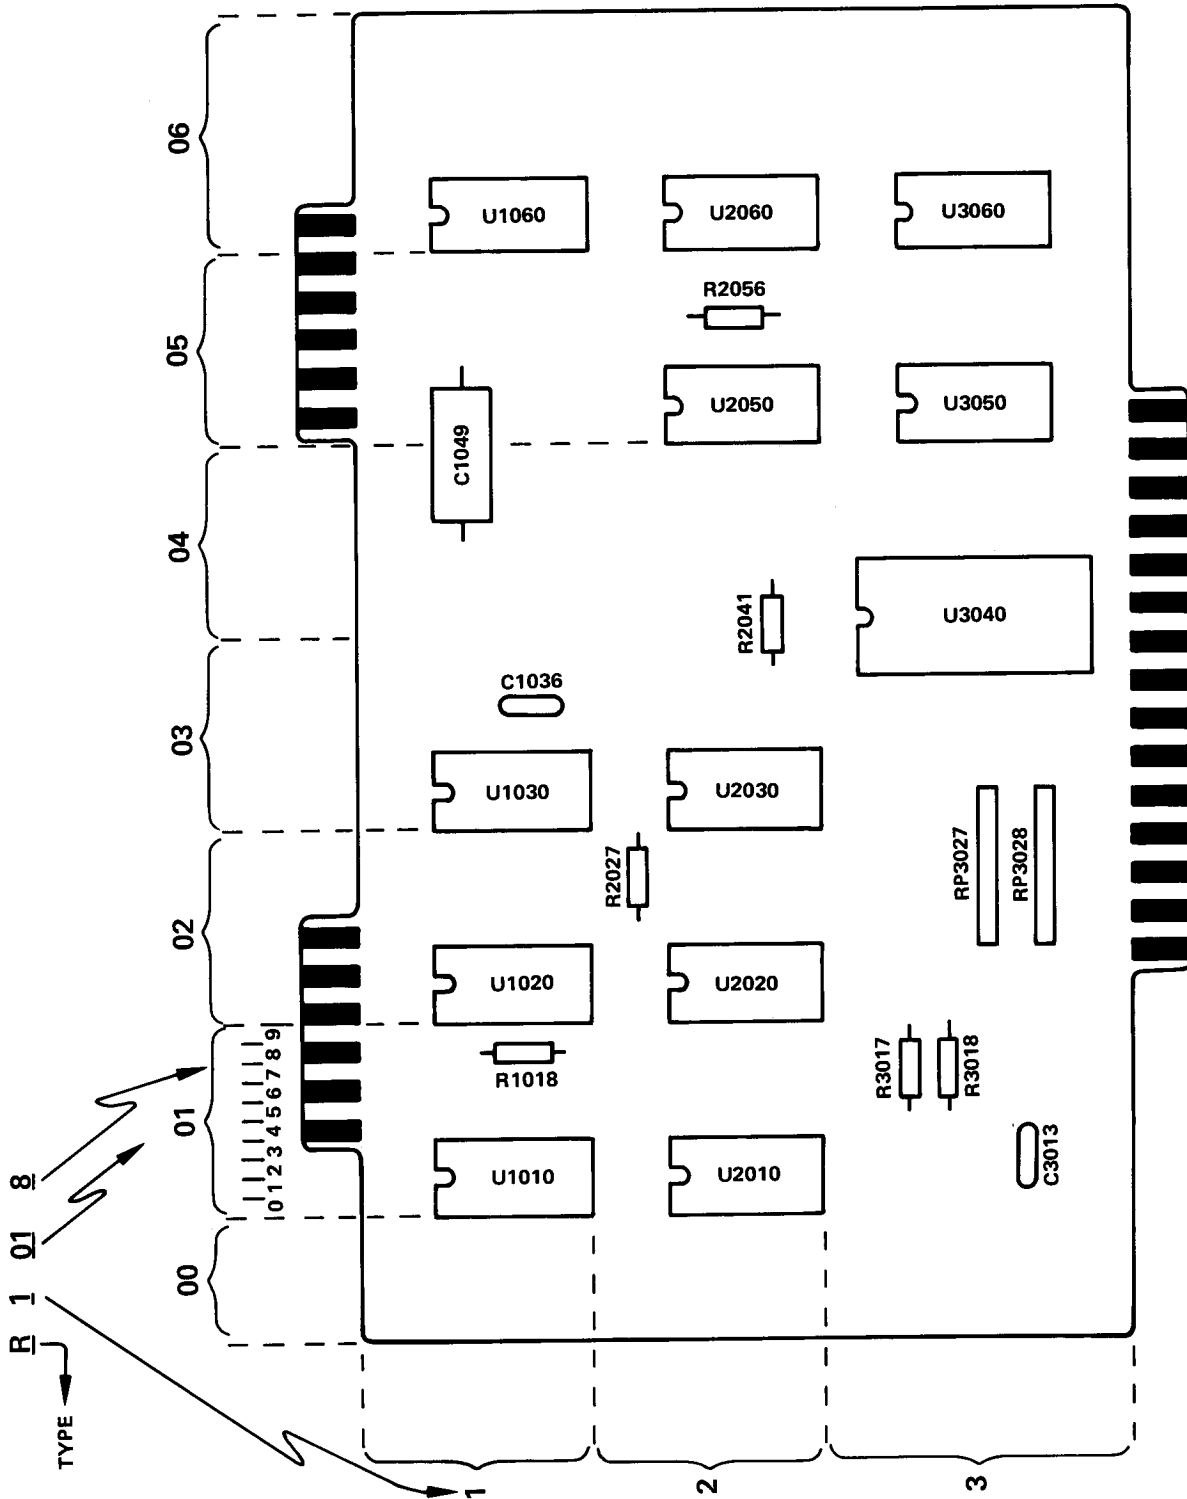 R 1 01 8
TYPE
00 01 02 03 04 05 06
0 1 2 3 4 5 6 7 8 9
1
2
3
U1060
U2060
U3060
R2056
U2050
U3050
C1049
R2041
U3040
C1036
U1030
U2030
R2027
RP3027
RP3028
U1020
U2020
R1018
R3017
R3018
U1010
U2010
C3013